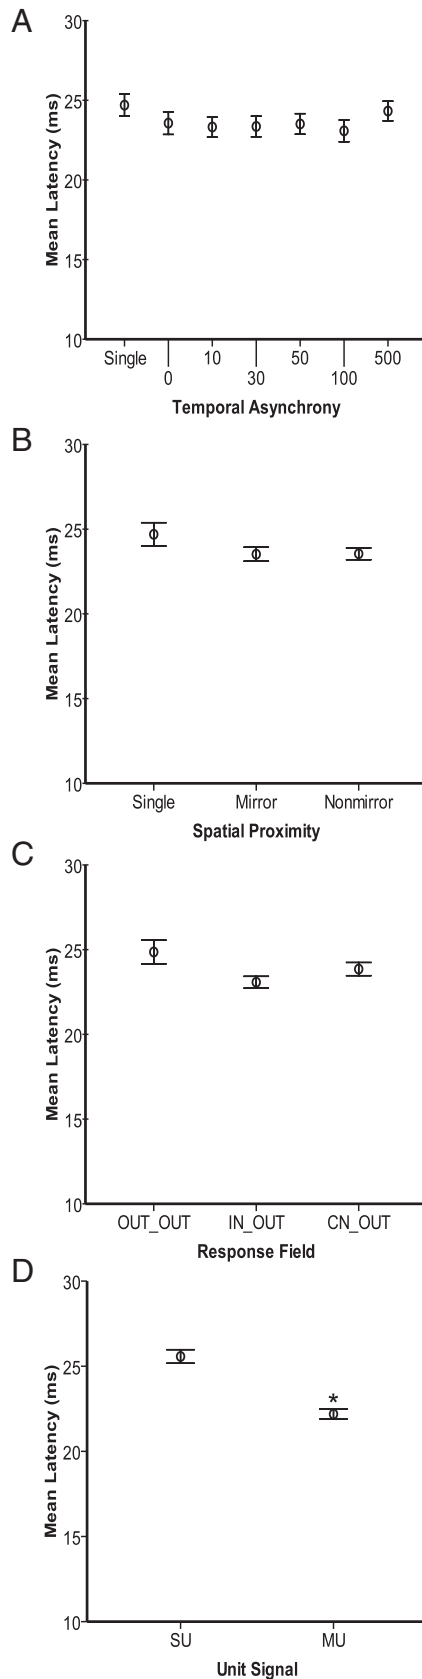 A
30
25
20
15
10
Mean Latency (ms)
Single 10 50 500
0 30 100
Temporal Asynchrony
B
30
25
20
15
10
Mean Latency (ms)
Single Mirror Nonmirror
Spatial Proximity
C
30
25
20
15
10
Mean Latency (ms)
OUT_OUT IN_OUT CN_OUT
Response Field
D
30
25
20
15
10
Mean Latency (ms)
*
SU MU
Unit Signal